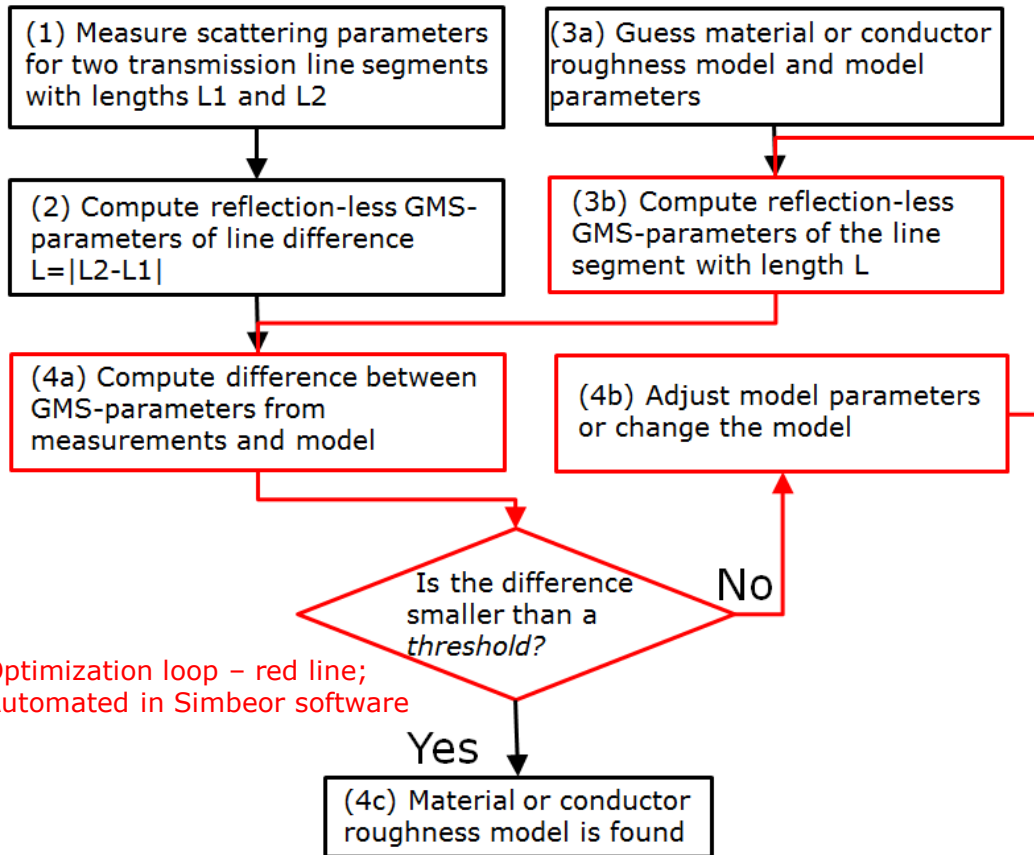 (1) Measure scattering parameters
for two transmission line segments
with lengths L1 and L2
(3a) Guess material or conductor
roughness model and model
parameters
(2) Compute reflection-less GMS-
parameters of line difference
L=|L2-L1|
(3b) Compute reflection-less
GMS-parameters of the line
segment with length L
(4a) Compute difference between
GMS-parameters from
measurements and model
(4b) Adjust model parameters
or change the model
Is the difference
smaller than a
threshold?
No
ptimization loop – red line;
utomated in Simbeor software
Yes
(4c) Material or conductor
roughness model is found